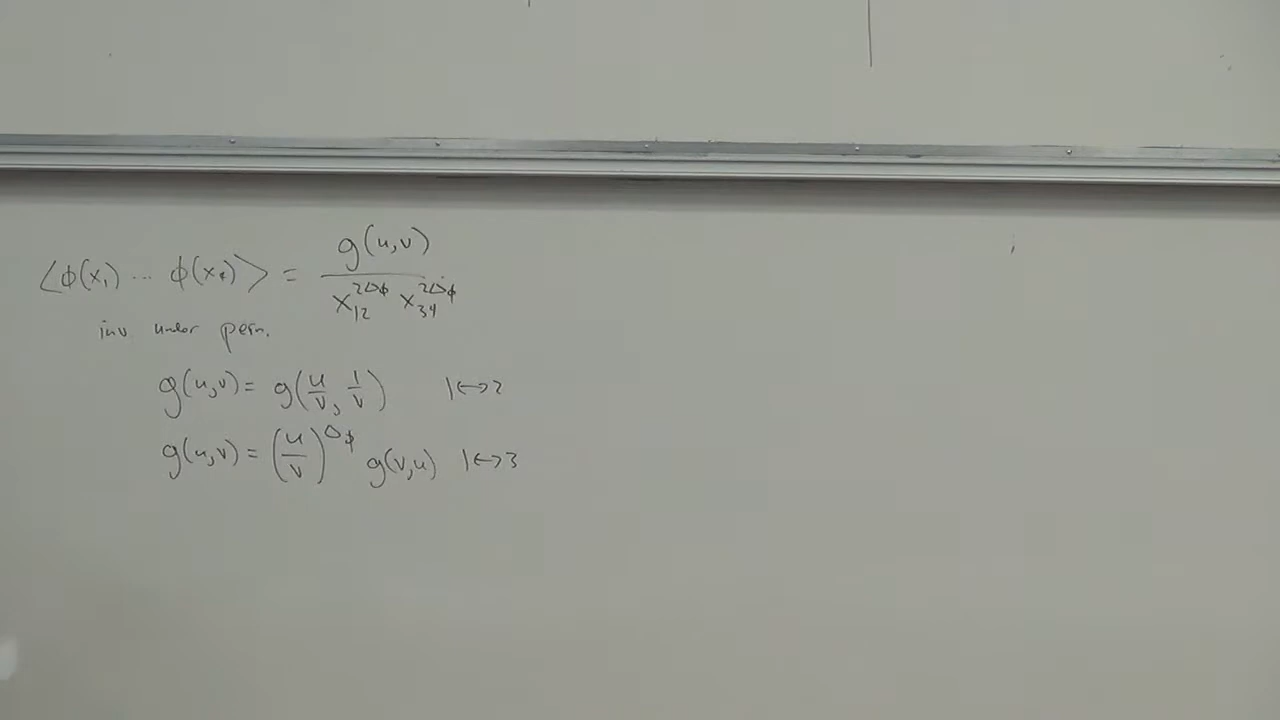 ⟨φ(x₁) ... φ(x₄)⟩ = g(u,v) / x₁₂^{2Δφ} x₃₄^{2Δφ}
inv under perm.
g(u,v) = g(u/v, 1/v) 1↔2
g(u,v) = (u/v)^{Δφ} g(v,u) 1↔3